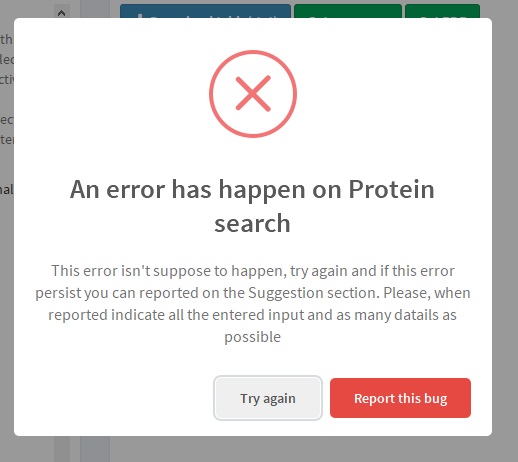 An error has happen on Protein
search
This error isn't suppose to happen, try again and if this error
persist you can reported on the Suggestion section. Please, when
reported indicate all the entered input and as many datails as
possible
Try again
Report this bug